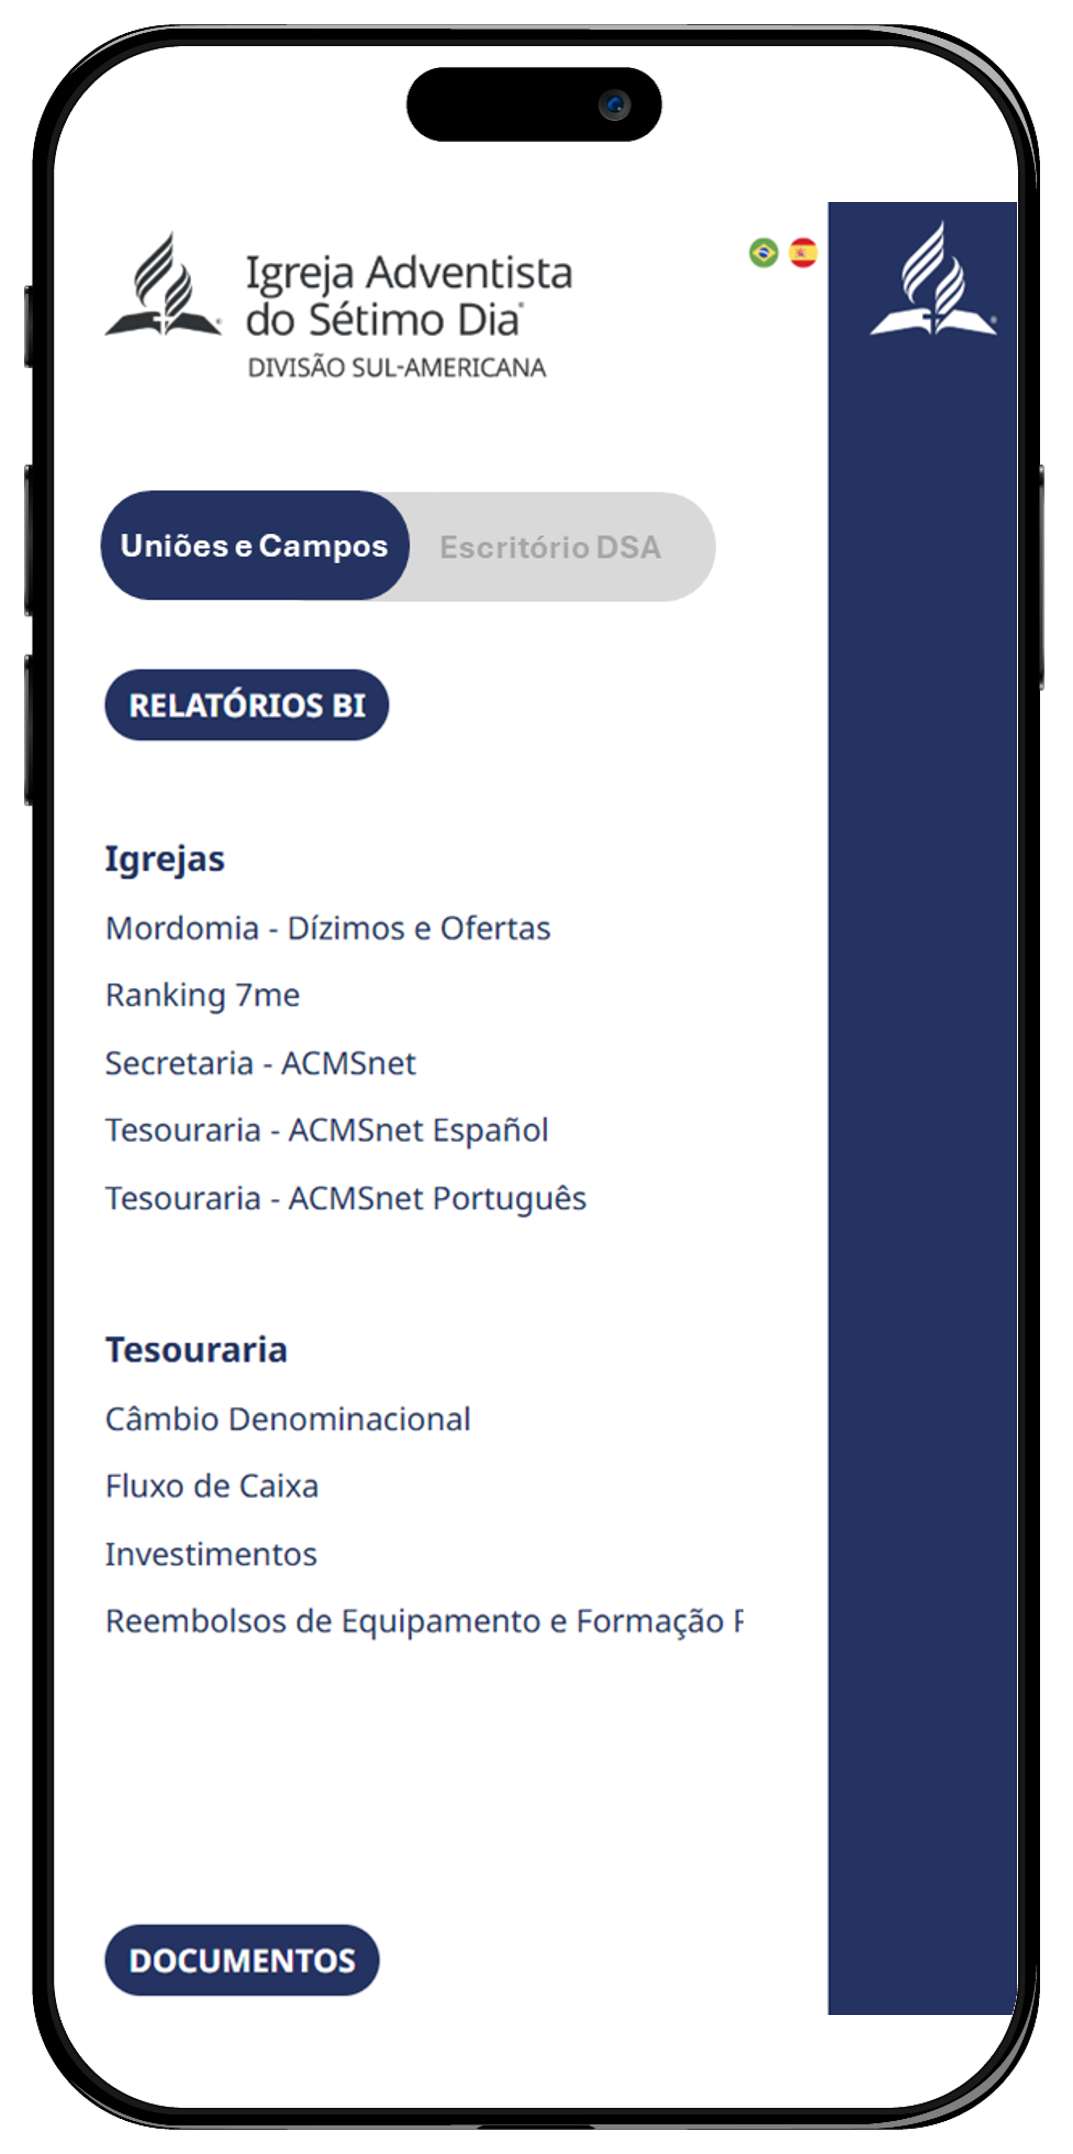 Igreja Adventista
do Sétimo Dia®
DIVISÃO SUL-AMERICANA
Uniões e Campos
Escritório DSA
RELATÓRIOS BI
Igrejas
Mordomia - Dízimos e Ofertas
Ranking 7me
Secretaria - ACMSnet
Tesouraria - ACMSnet Español
Tesouraria - ACMSnet Português
Tesouraria
Câmbio Denominacional
Fluxo de Caixa
Investimentos
Reembolsos de Equipamento e Formação
DOCUMENTOS